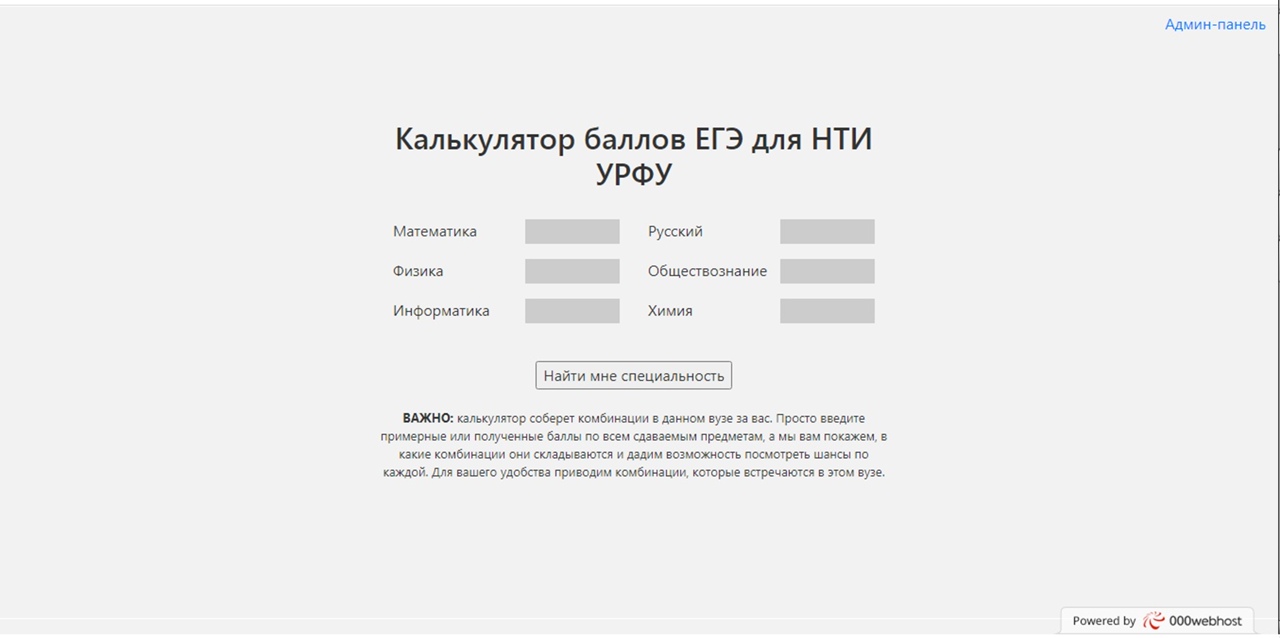 Админ-панель
Калькулятор баллов ЕГЭ для НТИ
УРФУ
Математика
Русский
Физика
Обществознание
Информатика
Химия
Найти мне специальность
ВАЖНО: калькулятор соберет комбинации в данном вузе за вас. Просто введите
примерные или полученные баллы по всем сдаваемым предметам, а мы вам покажем, в
какие комбинации они складываются и дадим возможность посмотреть шансы по
каждой. Для вашего удобства приводим комбинации, которые встречаются в этом вузе.
Powered by 000webhost